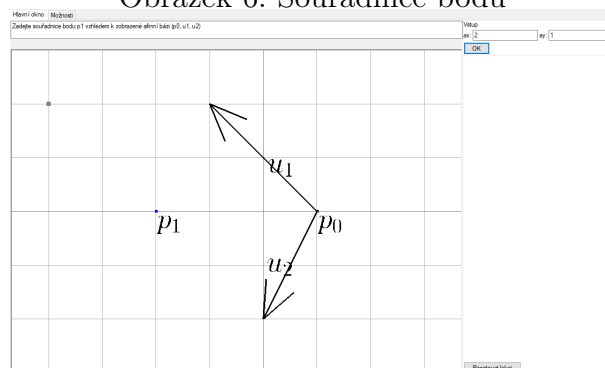 Obrázek 6: Souřadnice bodu
Hlavní okno Možnosti
Zadejte souřadnice bodu p1 vzhledem k zobrazené afinní bázi (p0, u1, u2)
Vstup
ax: 2 ay: 1
OK
u1
p1
p0
u2